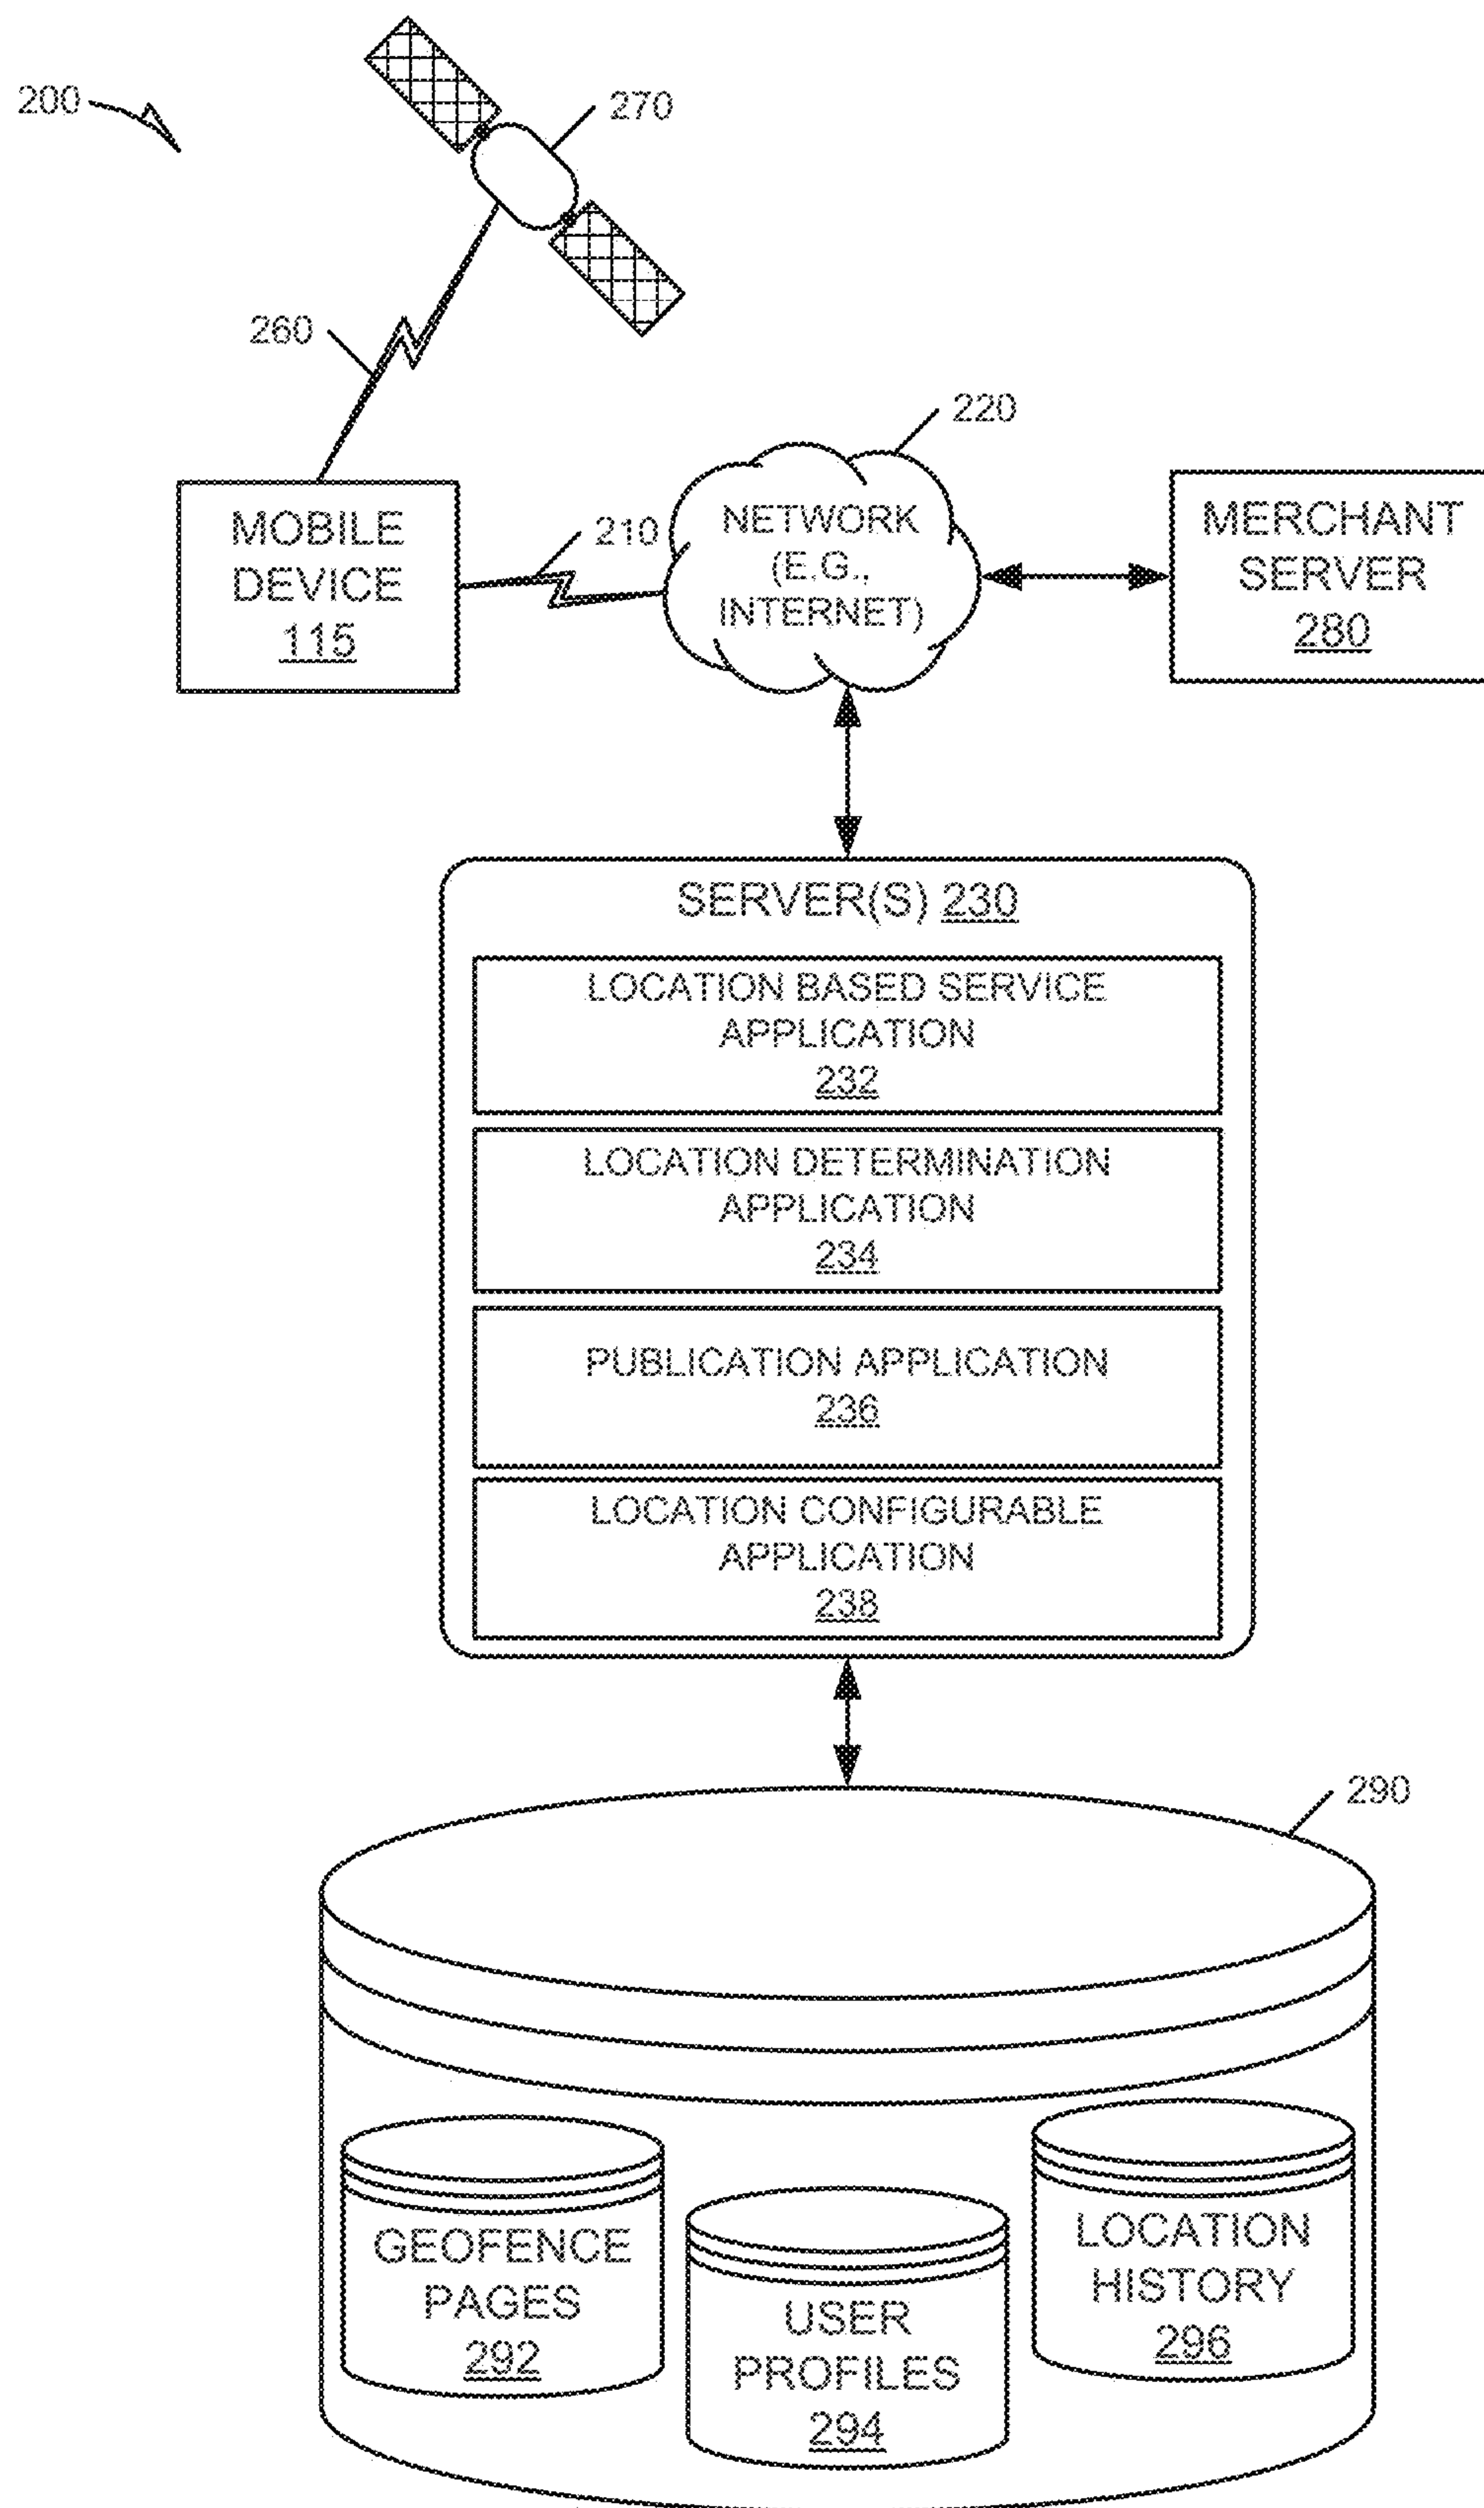 200
270
260
220
MOBILE
DEVICE
115
210
NETWORK
(E.G.,
INTERNET)
MERCHANT
SERVER
280
SERVER(S) 230
LOCATION BASED SERVICE
APPLICATION
232
LOCATION DETERMINATION
APPLICATION
234
PUBLICATION APPLICATION
236
LOCATION CONFIGURABLE
APPLICATION
238
290
GEOFENCE
PAGES
292
USER
PROFILES
294
LOCATION
HISTORY
296